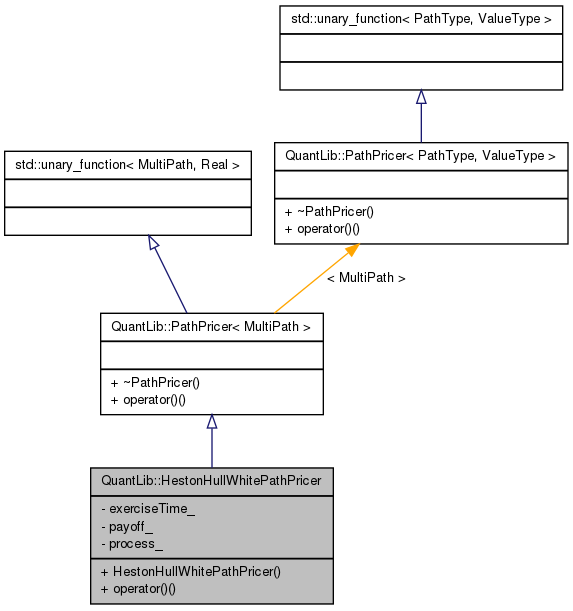 std::unary_function< PathType, ValueType >
std::unary_function< MultiPath, Real >
QuantLib::PathPricer< PathType, ValueType >
+ ~PathPricer()
+ operator()()
< MultiPath >
QuantLib::PathPricer< MultiPath >
+ ~PathPricer()
+ operator()()
QuantLib::HestonHullWhitePathPricer
- exerciseTime_
- payoff_
- process_
+ HestonHullWhitePathPricer()
+ operator()()